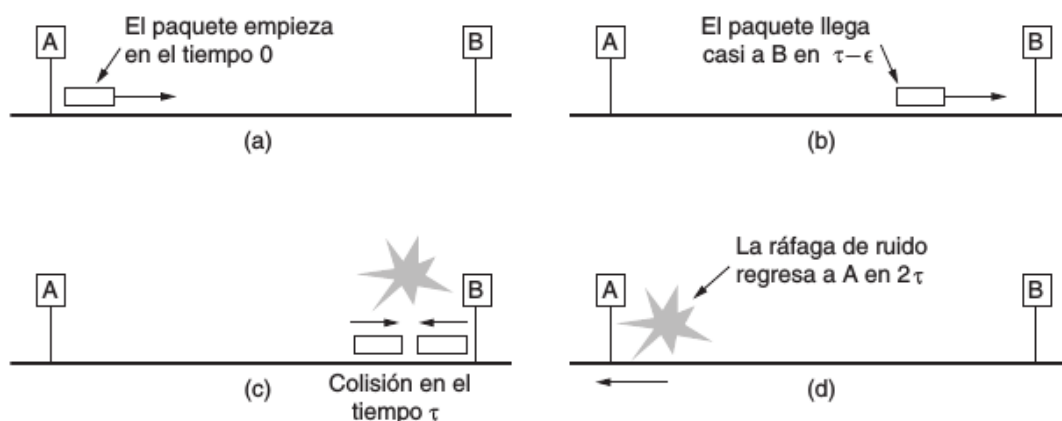 A
El paquete empieza
en el tiempo 0
B
(a)
A
El paquete llega
casi a B en τ−ϵ
B
(b)
A
B
Colisión en el
tiempo τ
(c)
A
La ráfaga de ruido
regresa a A en 2τ
B
(d)